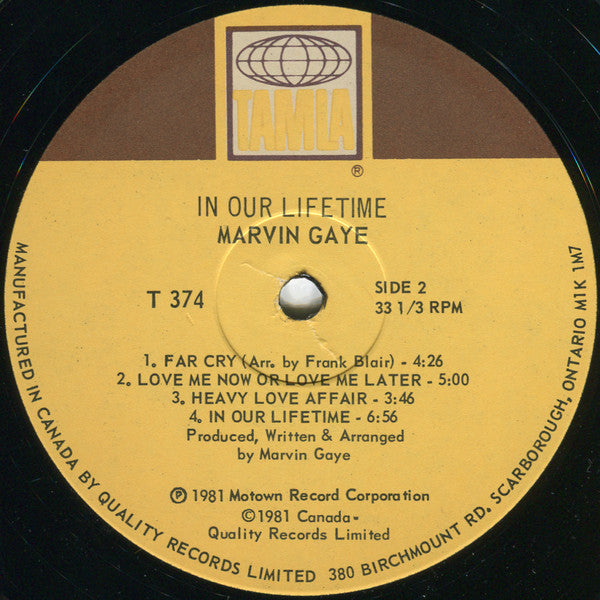 TAMLA
®
IN OUR LIFETIME
MARVIN GAYE
T 374
SIDE 2
33 1/3 RPM
1. FAR CRY (Arr. by Frank Blair) - 4:26
2. LOVE ME NOW OR LOVE ME LATER - 5:00
3. HEAVY LOVE AFFAIR - 3:46
4. IN OUR LIFETIME - 6:56
Produced, Written & Arranged
by Marvin Gaye
℗ 1981 Motown Record Corporation
©1981 Canada-
Quality Records Limited
MANUFACTURED IN CANADA BY QUALITY RECORDS LIMITED 380 BIRCHMOUNT RD. SCARBOROUGH, ONTARIO M1K 1M7